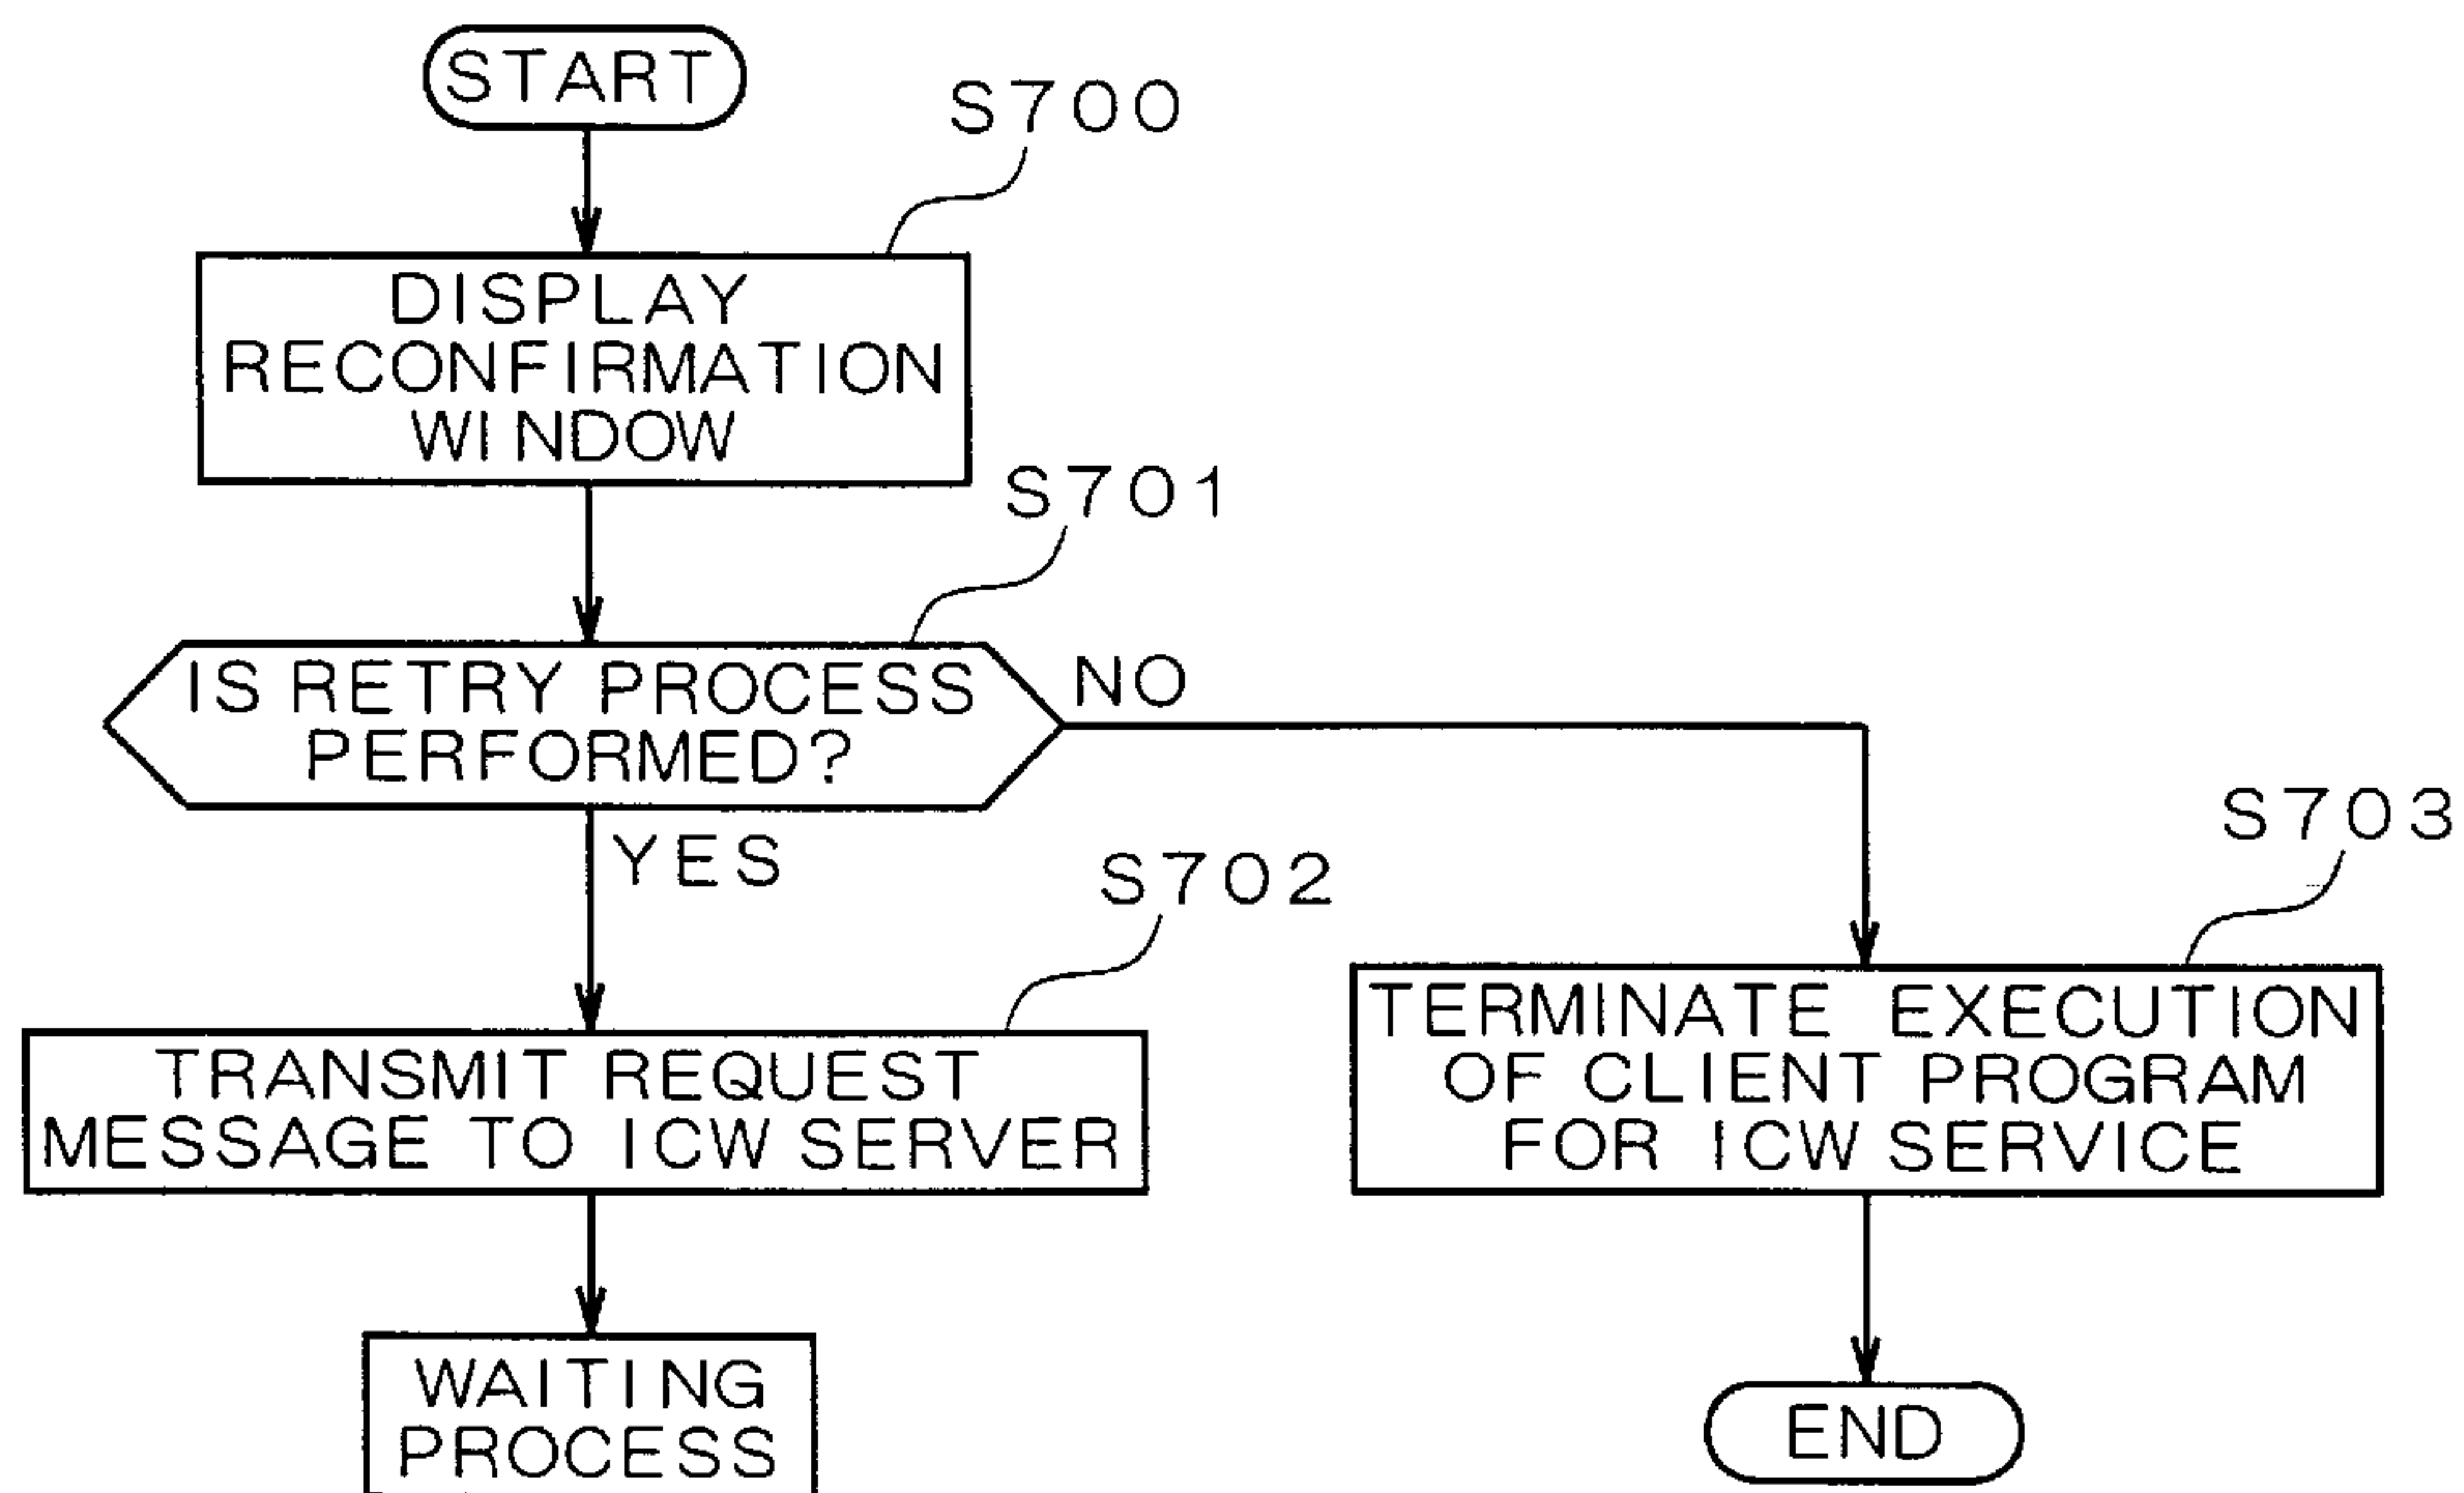 START
S700
DISPLAY
RECONFIRMATION
WINDOW
S701
IS RETRY PROCESS
PERFORMED?
NO
YES
S702
TRANSMIT REQUEST
MESSAGE TO ICW SERVER
S703
TERMINATE EXECUTION
OF CLIENT PROGRAM
FOR ICW SERVICE
WAITING
PROCESS
END